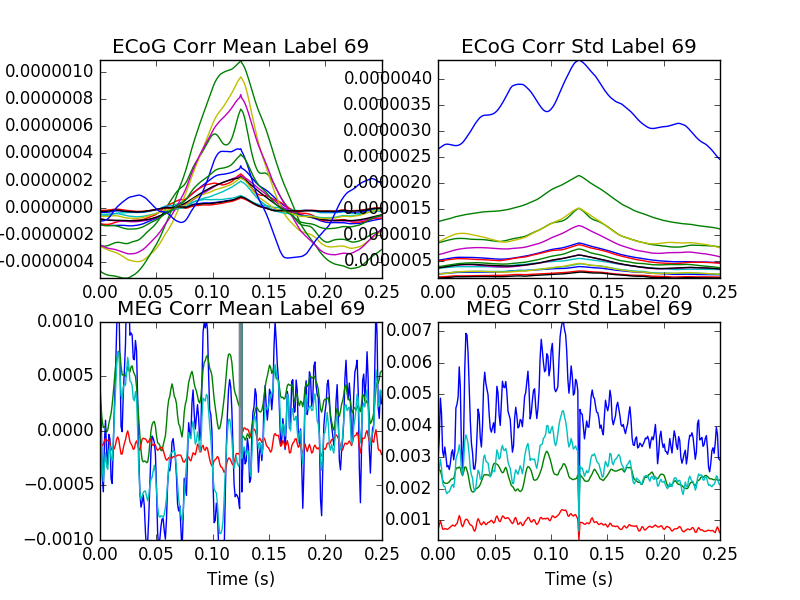 ECoG Corr Mean Label 69
0.0000010
0.0000008
0.0000006
0.0000004
0.0000002
0.0000000
−0.0000002
−0.0000004
0.00 0.05 0.10 0.15 0.20 0.25
ECoG Corr Std Label 69
0.0000040
0.0000035
0.0000030
0.0000025
0.0000020
0.0000015
0.0000010
0.0000005
0.00 0.05 0.10 0.15 0.20 0.25
MEG Corr Mean Label 69
0.0010
0.0005
0.0000
−0.0005
−0.0010
0.00 0.05 0.10 0.15 0.20 0.25
Time (s)
MEG Corr Std Label 69
0.007
0.006
0.005
0.004
0.003
0.002
0.001
0.00 0.05 0.10 0.15 0.20 0.25
Time (s)